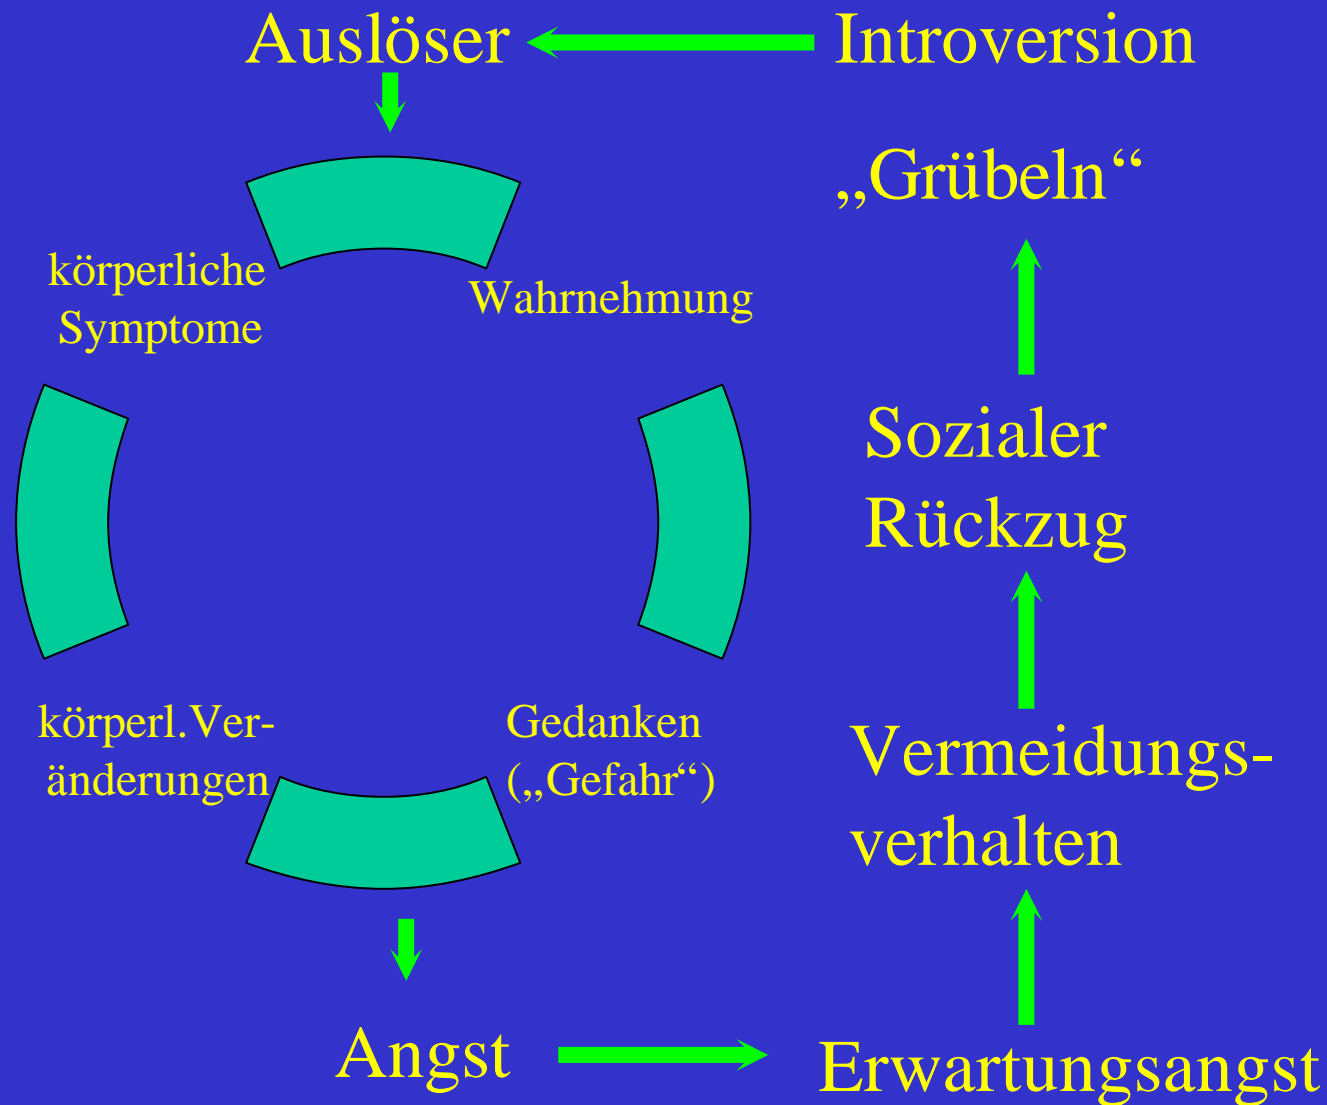 Auslöser
Introversion
„Grübeln“
körperliche
Symptome
Wahrnehmung
Sozialer
Rückzug
körperl.Ver-
änderungen
Gedanken
(„Gefahr“)
Vermeidungs-
verhalten
Angst
Erwartungsangst